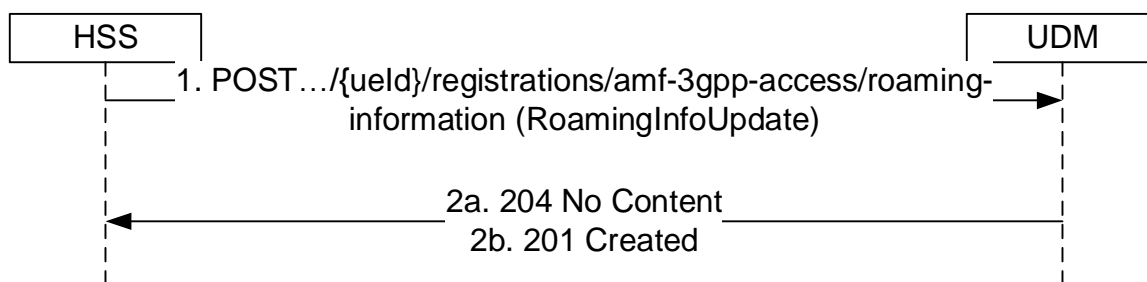 HSS
UDM
1. POST…/{ueId}/registrations/amf-3gpp-access/roaming-
information (RoamingInfoUpdate)
2a. 204 No Content
2b. 201 Created